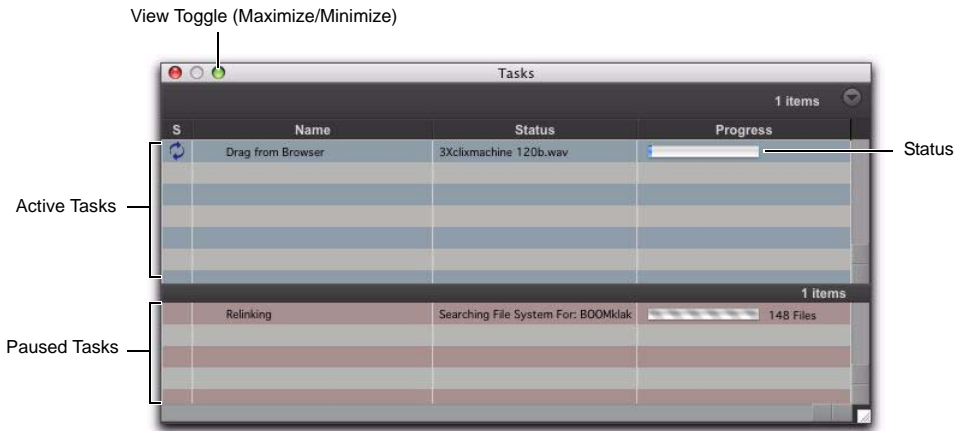 View Toggle (Maximize/Minimize)
Tasks
1 items
S Name Status Progress
Drag from Browser 3Xclixmachine 120b.wav
Status
Active Tasks
1 items
Relinking Searching File System For: BOOMklak 148 Files
Paused Tasks